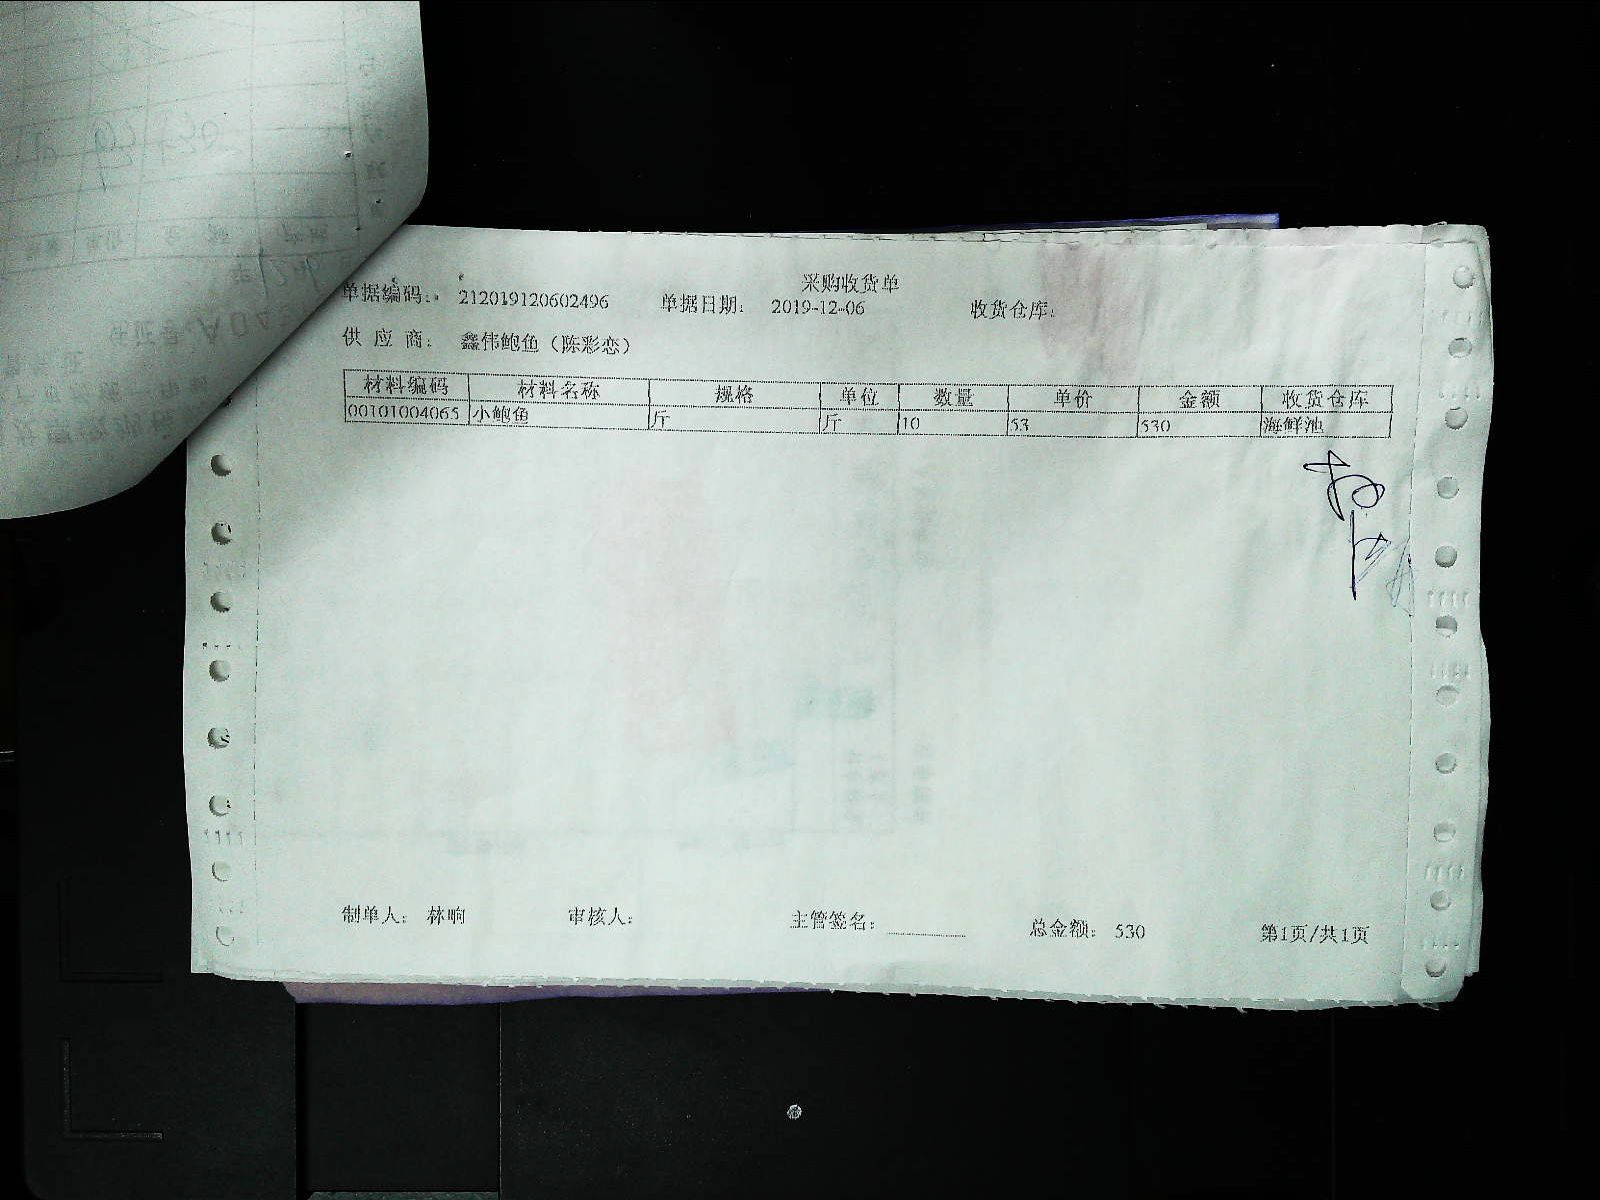 采购收货单
单据编码： 212019120602496 单据日期： 2019-12-06 收货仓库：
供 应 商： 鑫伟鲍鱼（陈彩恋）
材料编码 材料名称 规格 单位 数量 单价 金额 收货仓库
00101004065 小鲍鱼 斤 斤 10 53 530 海鲜池
制单人： 林响 审核人： 主管签名： 总金额： 530 第1页/共1页